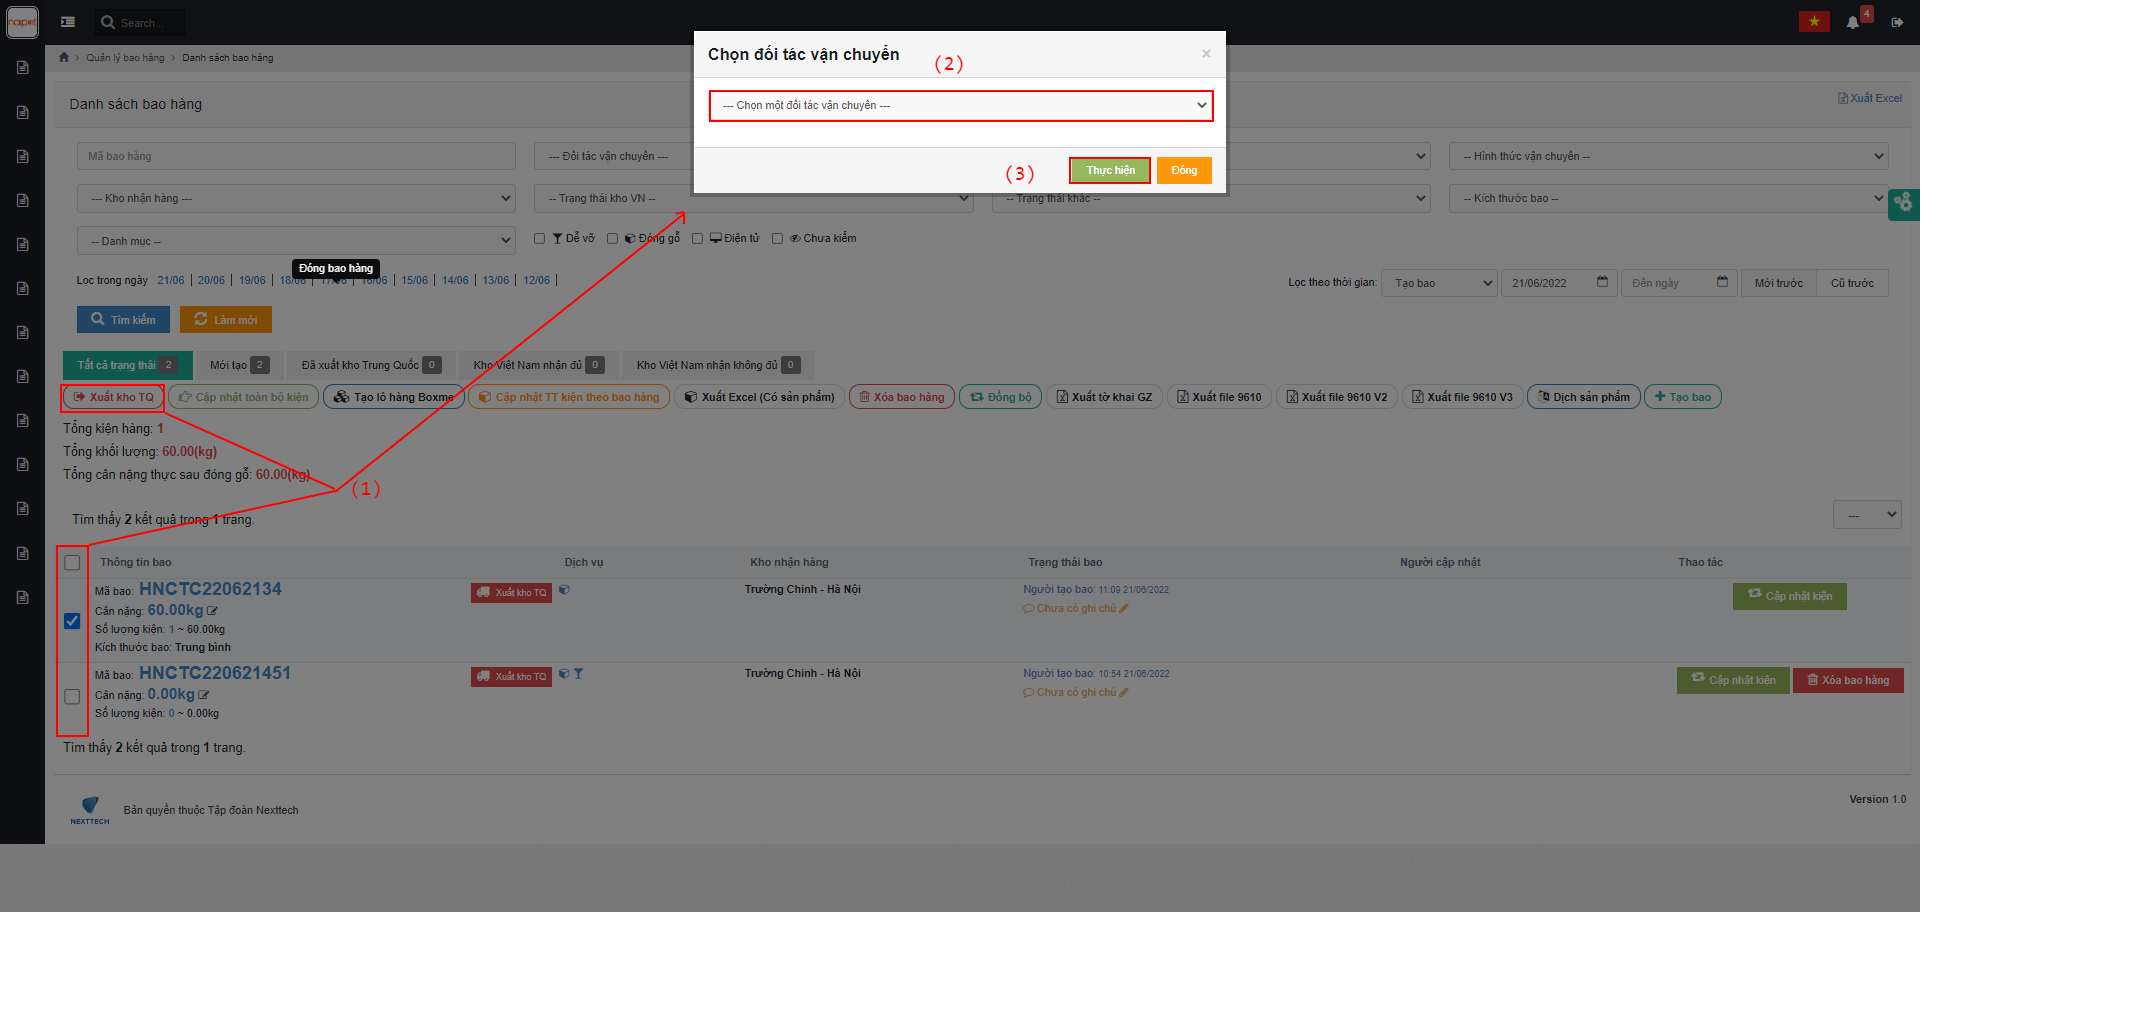 napot
Search...
4
Quản lý bao hàng > Danh sách bao hàng
Chọn đối tác vận chuyển
×
(2)
--- Chọn một đối tác vận chuyển ---
(3)
Thực hiện
Đóng
Danh sách bao hàng
Xuất Excel
Mã bao hàng
--- Đối tác vận chuyển ---
-- Hình thức vận chuyển --
--- Kho nhận hàng ---
-- Trạng thái kho VN --
-- Trạng thái khác --
-- Kích thước bao --
-- Danh mục --
Dễ vỡ
Đóng gỗ
Điện tử
Chưa kiểm
Đóng bao hàng
Lọc trong ngày 21/06 | 20/06 | 19/06 | 18/06 | 17/06 | 16/06 | 15/06 | 14/06 | 13/06 | 12/06 |
Lọc theo thời gian:
Tạo bao
21/06/2022
Đến ngày
Mới trước
Cũ trước
Tìm kiếm
Làm mới
Tất cả trạng thái 2
Mới tạo 2
Đã xuất kho Trung Quốc 0
Kho Việt Nam nhận đủ 0
Kho Việt Nam nhận không đủ 0
Xuất kho TQ
Cập nhật toàn bộ kiện
Tạo lô hàng Boxme
Cập nhật TT kiện theo bao hàng
Xuất Excel (Có sản phẩm)
Xóa bao hàng
Đồng bộ
Xuất tờ khai GZ
Xuất file 9610
Xuất file 9610 V2
Xuất file 9610 V3
Dịch sản phẩm
Tạo bao
Tổng kiện hàng: 1
Tổng khối lượng: 60.00(kg)
Tổng cân nặng thực sau đóng gỗ: 60.00(kg)
(1)
Tìm thấy 2 kết quả trong 1 trang.
---
Thông tin bao
Dịch vụ
Kho nhận hàng
Trạng thái bao
Người cập nhật
Thao tác
Mã bao: HNCTC22062134
Cân nặng: 60.00kg
Số lượng kiện: 1 ~ 60.00kg
Kích thước bao: Trung bình
Xuất kho TQ
Trường Chinh - Hà Nội
Người tạo bao: 11:09 21/06/2022
Chưa có ghi chú
Cập nhật kiện
Mã bao: HNCTC220621451
Cân nặng: 0.00kg
Số lượng kiện: 0 ~ 0.00kg
Xuất kho TQ
Trường Chinh - Hà Nội
Người tạo bao: 10:54 21/06/2022
Chưa có ghi chú
Cập nhật kiện
Xóa bao hàng
Tìm thấy 2 kết quả trong 1 trang.
NEXTTECH
Bản quyền thuộc Tập đoàn Nexttech
Version 1.0